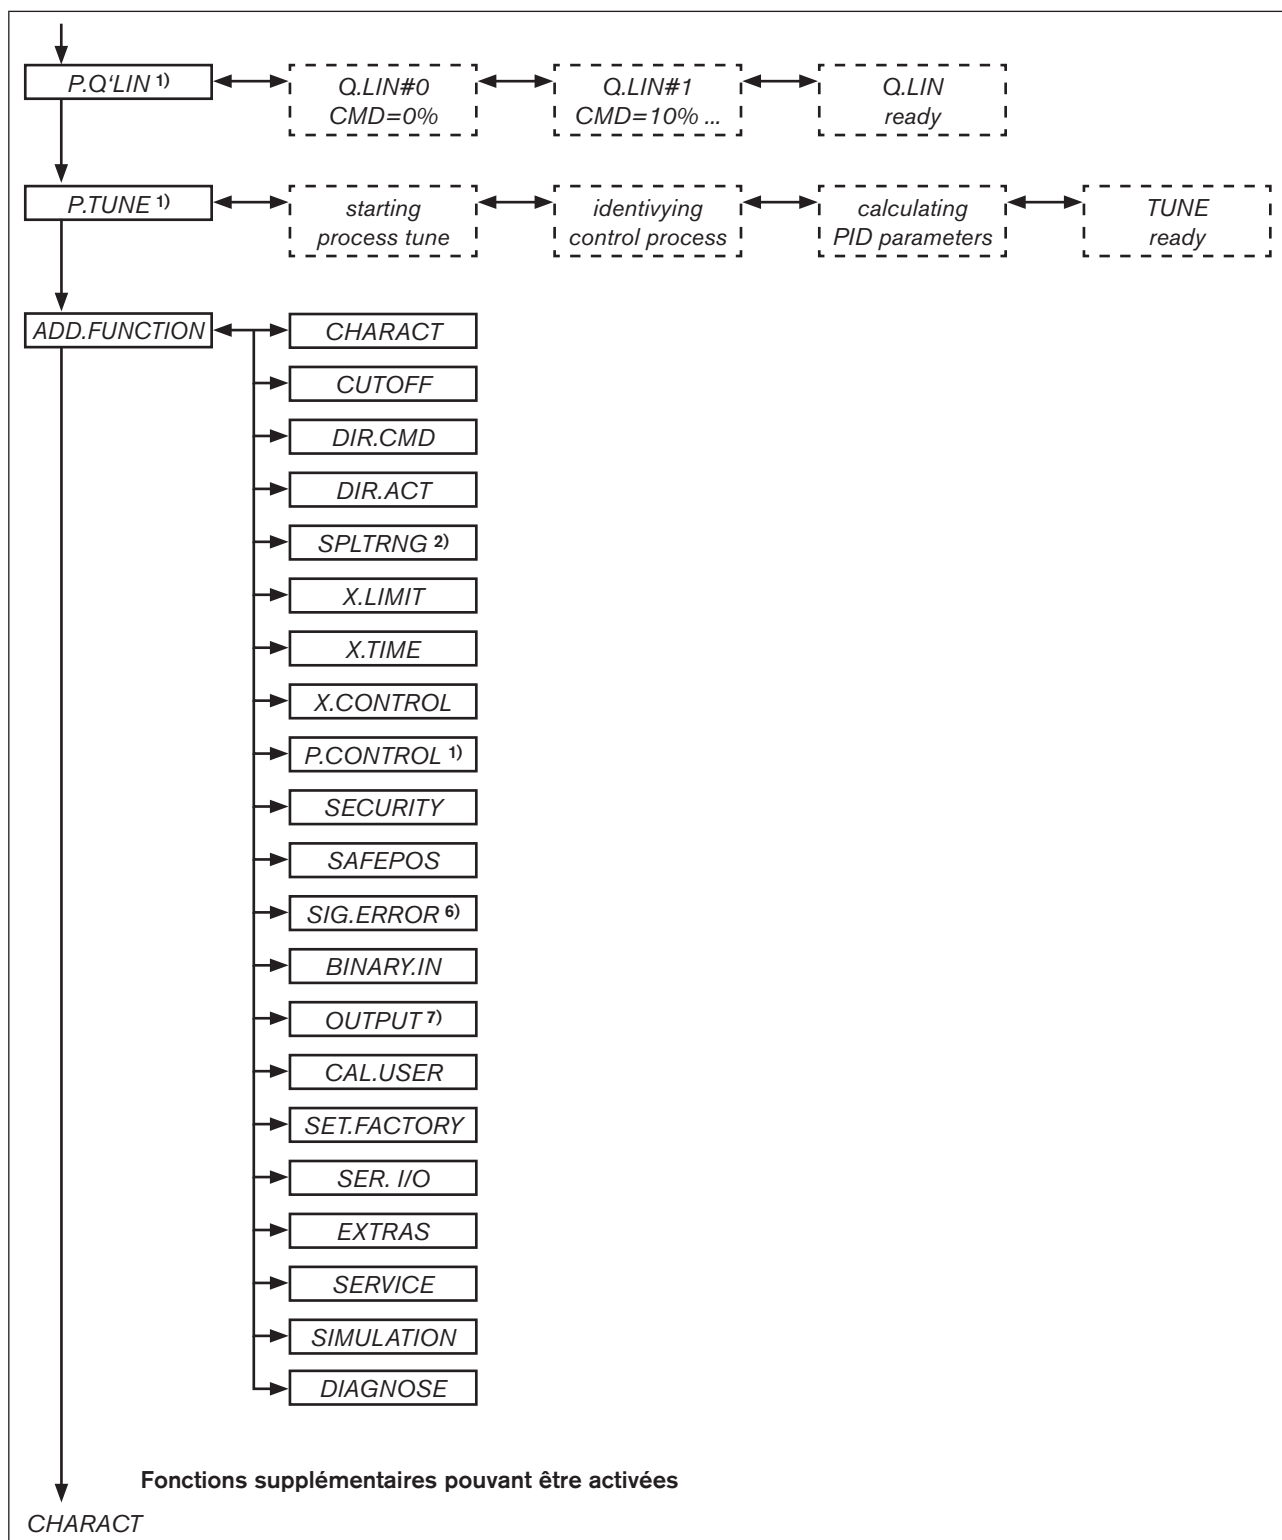 P.Q‘LIN 1)
Q.LIN#0
CMD=0%
Q.LIN#1
CMD=10% ...
Q.LIN
ready
P.TUNE 1)
starting
process tune
identivying
control process
calculating
PID parameters
TUNE
ready
ADD.FUNCTION
CHARACT
CUTOFF
DIR.CMD
DIR.ACT
SPLTRNG 2)
X.LIMIT
X.TIME
X.CONTROL
P.CONTROL 1)
SECURITY
SAFEPOS
SIG.ERROR 6)
BINARY.IN
OUTPUT 7)
CAL.USER
SET.FACTORY
SER. I/O
EXTRAS
SERVICE
SIMULATION
DIAGNOSE
Fonctions supplémentaires pouvant être activées
CHARACT